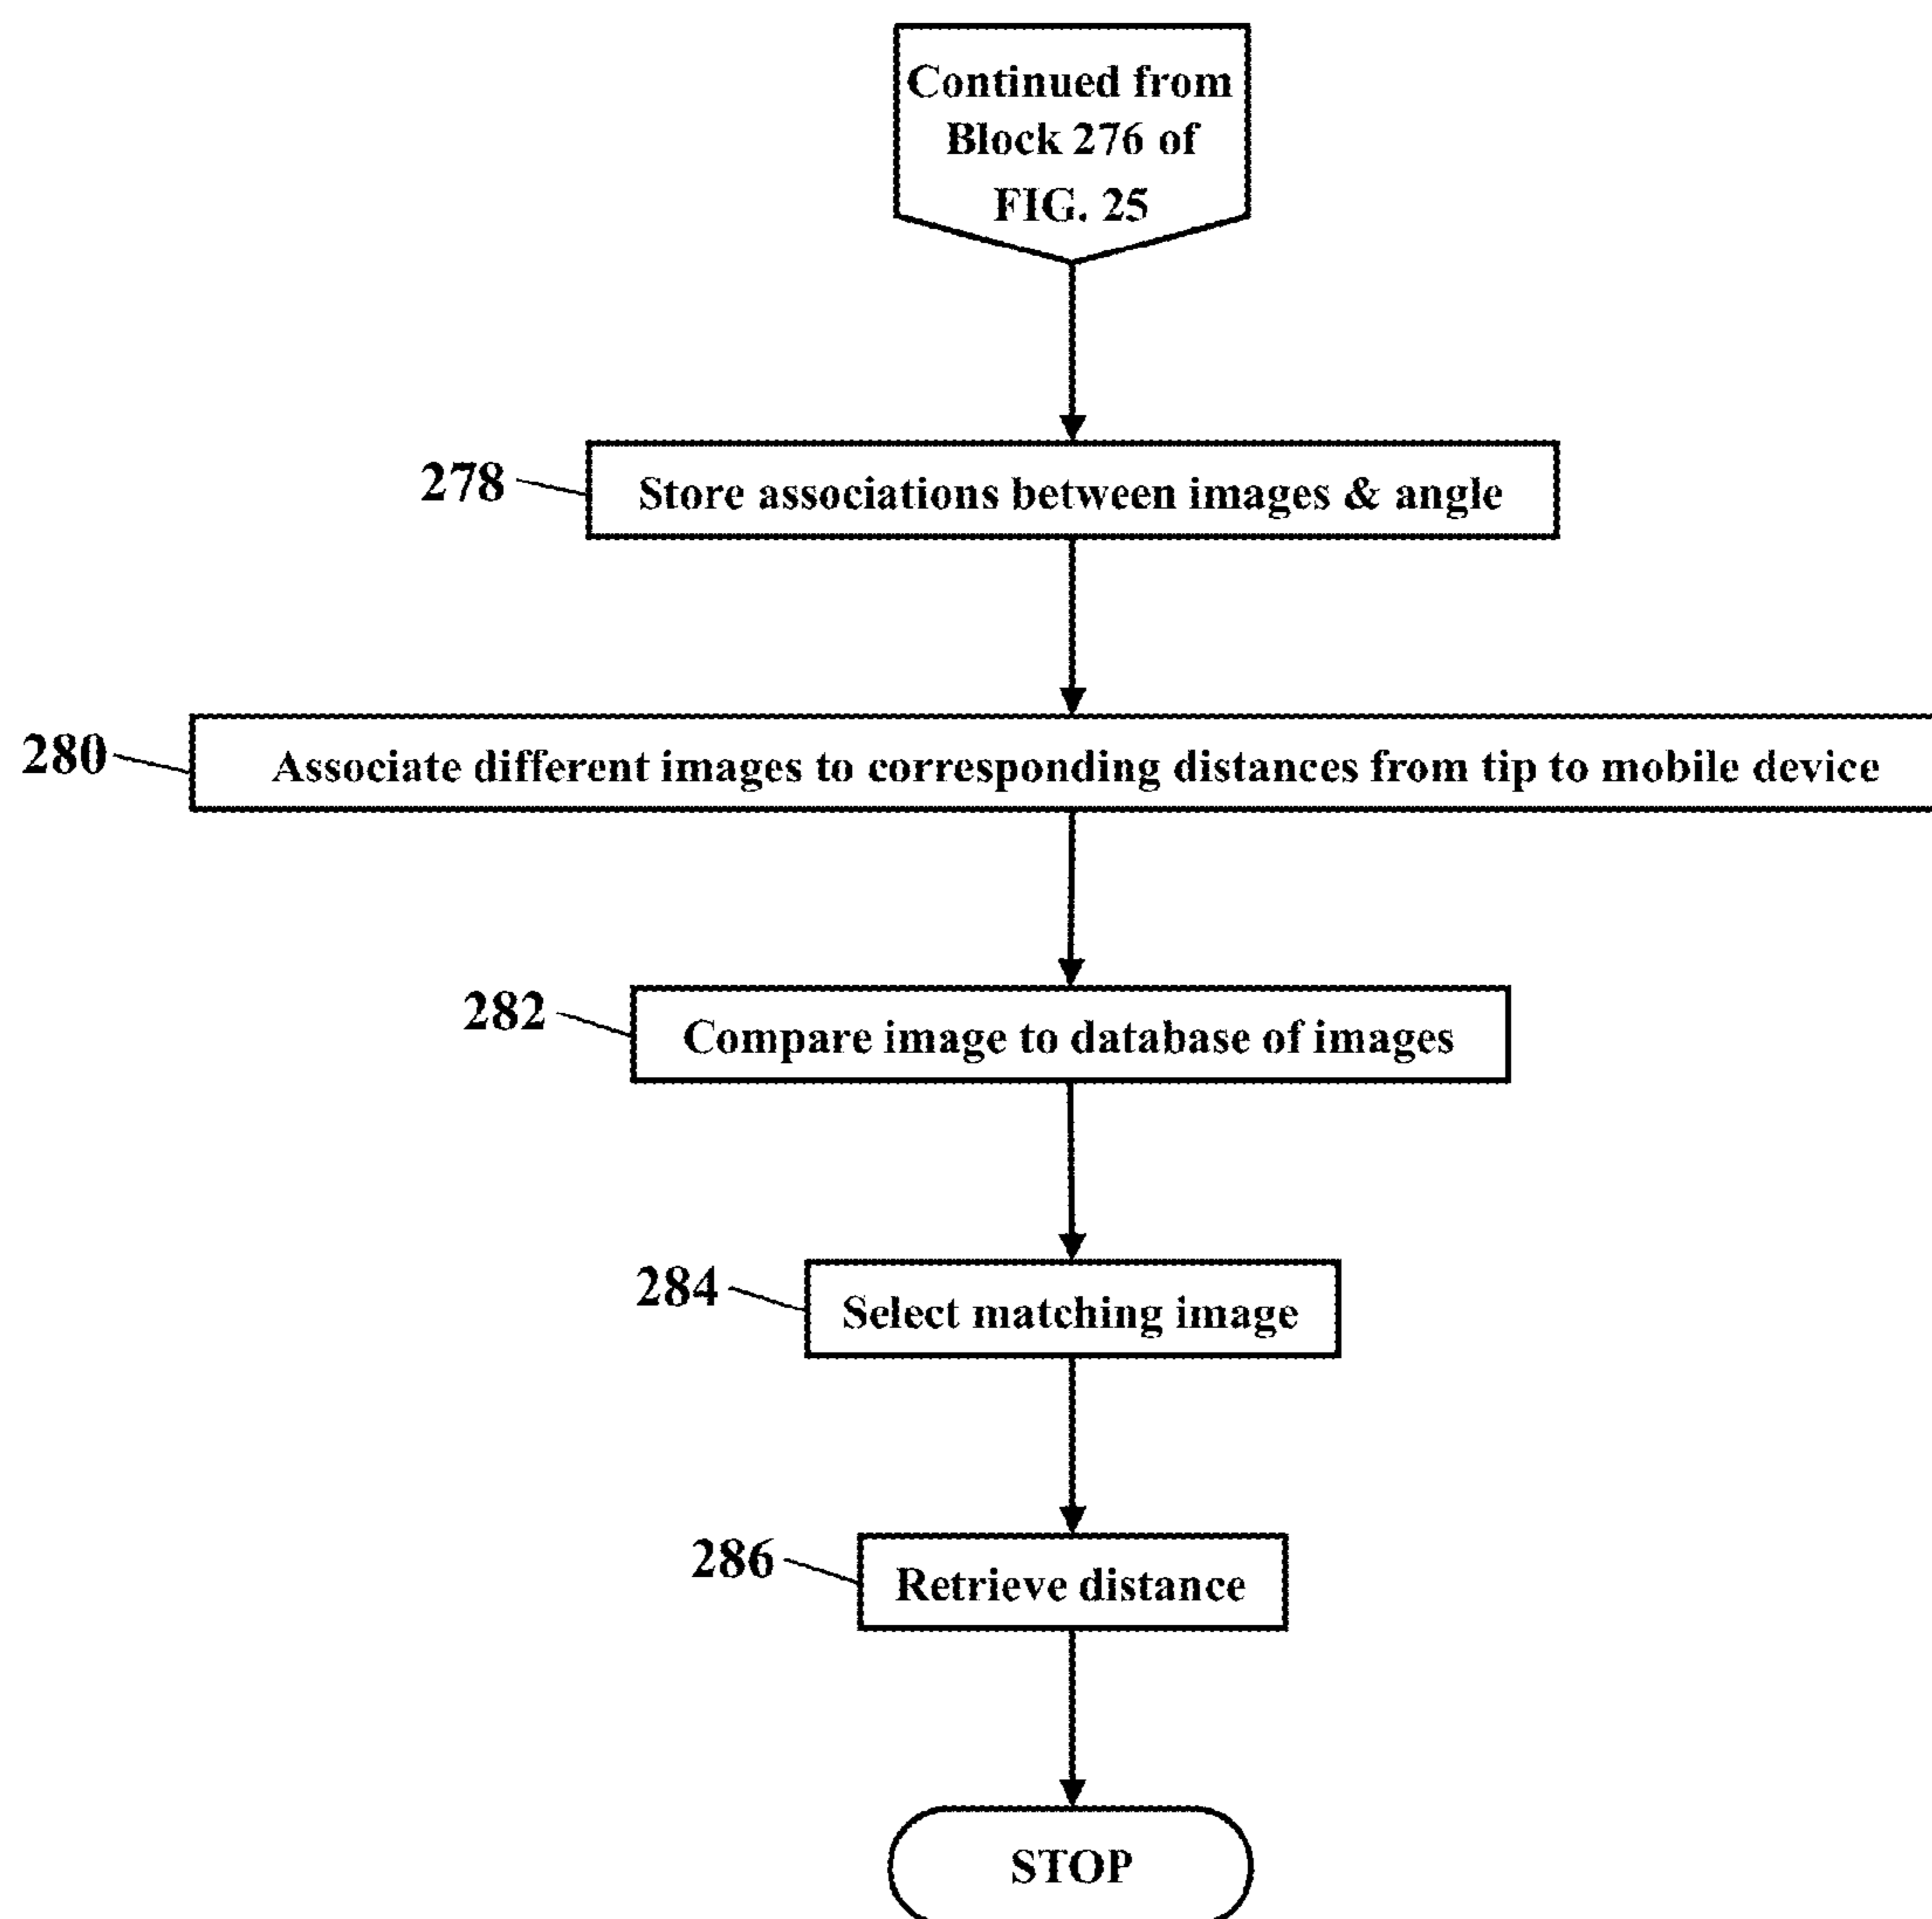 Continued from
Block 276 of
FIG. 25
278
Store associations between images & angle
280
Associate different images to corresponding distances from tip to mobile device
282
Compare image to database of images
284
Select matching image
286
Retrieve distance
STOP